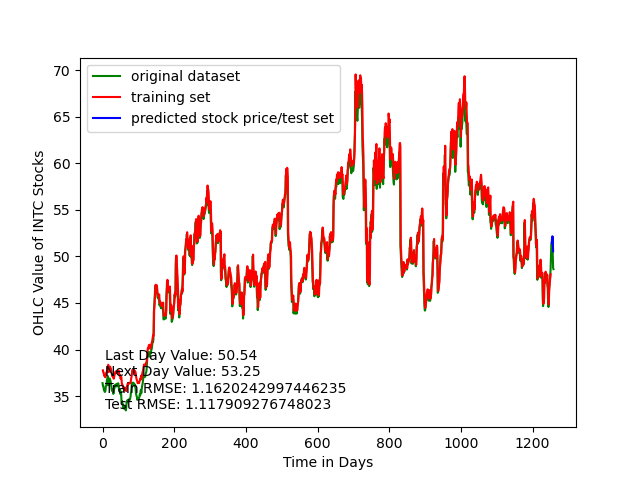 original dataset
training set
predicted stock price/test set
70
65
60
55
50
45
40
35
OHLC Value of INTC Stocks
Last Day Value: 50.54
Next Day Value: 53.25
Train RMSE: 1.1620242997446235
Test RMSE: 1.117909276748023
0 200 400 600 800 1000 1200
Time in Days